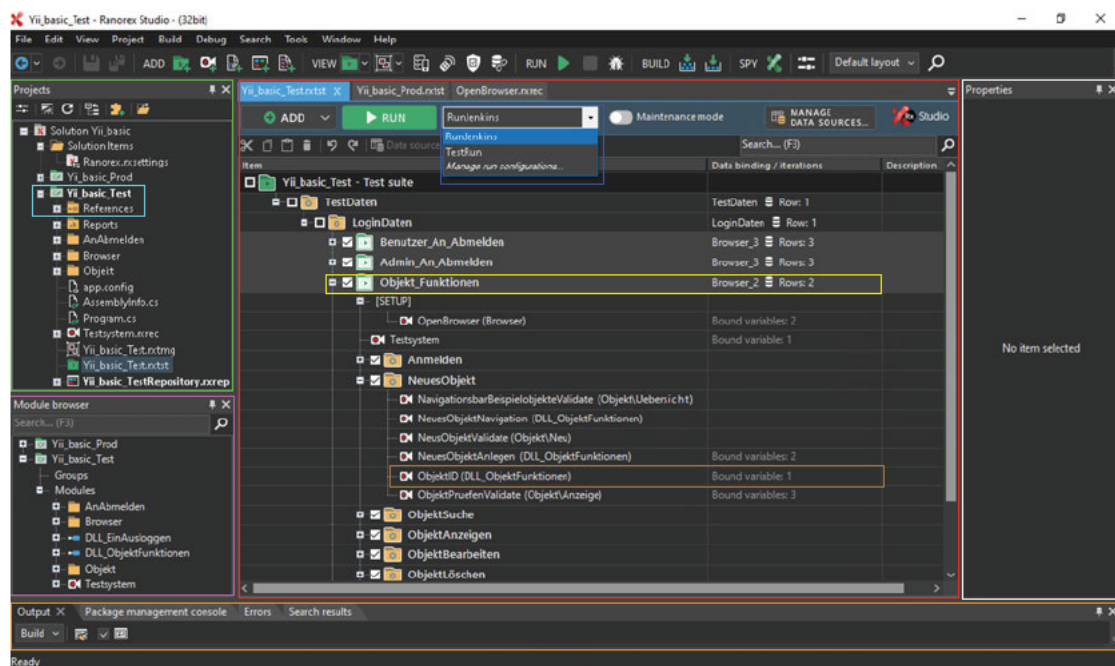 Yii_basic_Test - Ranorex Studio - (32bit)
File Edit View Project Build Debug Search Tools Window Help
ADD VIEW RUN BUILD SPY Default layout
Projects
Solution Yii_basic
Solution Items
Ranorex.rxsettings
Yi!_basic_Prod
Yii_basic_Test
References
Reports
AnAbmelden
Browser
Objekt
app.config
AssemblyInfo.cs
Program.cs
Testsystem.rxrec
Yii_basic_Test.rxtmg
Yii_basic_Test.rxtst
Yii_basic_TestRepository.rxrep
Module browser
Search... (F3)
Yii_basic_Prod
Yii_basic_Test
Groups
Modules
AnAbmelden
Browser
DLL_EinAusloggen
DLL_ObjektFunktionen
Objekt
Testsystem
Yii_basic_Test.rxtst X Yii_basic_Prod.rxtst OpenBrowser.rxrec
ADD RUN RunJenkins Maintenance mode MANAGE DATA SOURCES... Studio
RunJenkins
TestRun
Manage run configurations...
Data source Search... (F3)
Item Data binding / iterations Description
Yii_basic_Test - Test suite
TestDaten TestDaten Row: 1
LoginDaten LoginDaten Row: 1
Benutzer_An_Abmelden Browser_3 Rows: 3
Admin_An_Abmelden Browser_3 Rows: 3
Objekt_Funktionen Browser_2 Rows: 2
[SETUP]
OpenBrowser (Browser) Bound variables: 2
Testsystem Bound variable: 1
Anmelden
NeuesObjekt
NavigationsbarBeispielobjekteValidate (Objekt\Uebersicht)
NeuesObjektNavigation (DLL_ObjektFunktionen)
NeusObjektValidate (Objekt\Neu)
NeuesObjektAnlegen (DLL_ObjektFunktionen) Bound variables: 2
ObjektID (DLL_ObjektFunktionen) Bound variable: 1
ObjektPruefenValidate (Objekt\Anzeige) Bound variables: 3
ObjektSuche
ObjektAnzeigen
ObjektBearbeiten
ObjektLöschen
Properties
No item selected
Output X Package management console Errors Search results
Build
Ready